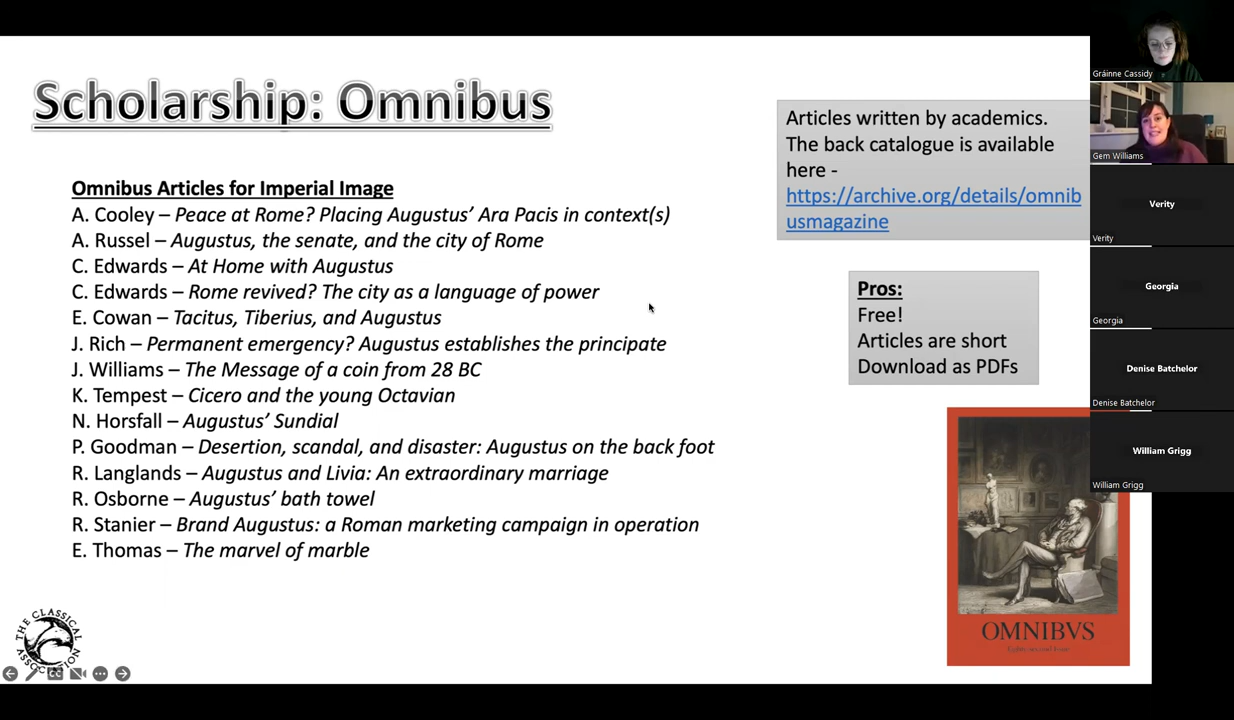 Scholarship: Omnibus
Omnibus Articles for Imperial Image
A. Cooley – Peace at Rome? Placing Augustus’ Ara Pacis in context(s)
A. Russel – Augustus, the senate, and the city of Rome
C. Edwards – At Home with Augustus
C. Edwards – Rome revived? The city as a language of power
E. Cowan – Tacitus, Tiberius, and Augustus
J. Rich – Permanent emergency? Augustus establishes the principate
J. Williams – The Message of a coin from 28 BC
K. Tempest – Cicero and the young Octavian
N. Horsfall – Augustus’ Sundial
P. Goodman – Desertion, scandal, and disaster: Augustus on the back foot
R. Langlands – Augustus and Livia: An extraordinary marriage
R. Osborne – Augustus’ bath towel
R. Stanier – Brand Augustus: a Roman marketing campaign in operation
E. Thomas – The marvel of marble
Articles written by academics.
The back catalogue is available
here -
https://archive.org/details/omnib
usmagazine
Pros:
Free!
Articles are short
Download as PDFs
OMNIBVS
THE CLASSICAL
ASSOCIATION
CC
Gráinne Cassidy
Gem Williams
Verity
Verity
Georgia
Georgia
Denise Batchelor
Denise Batchelor
William Grigg
William Grigg